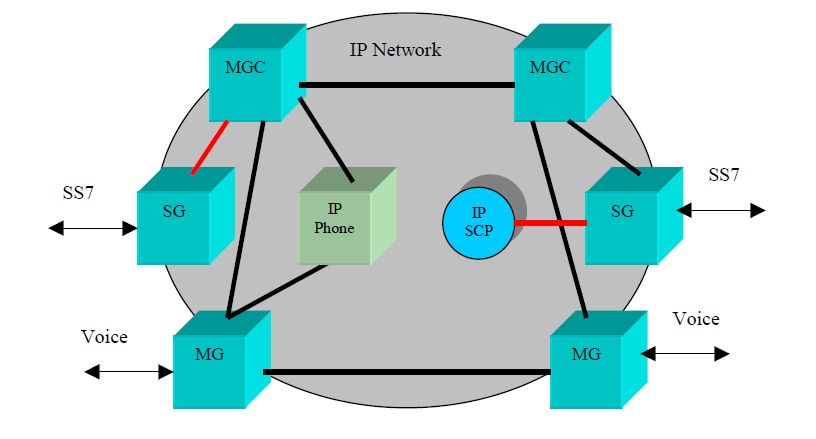 IP Network
MGC
MGC
SS7
SG
IP
Phone
IP
SCP
SG
SS7
Voice
MG
MG
Voice